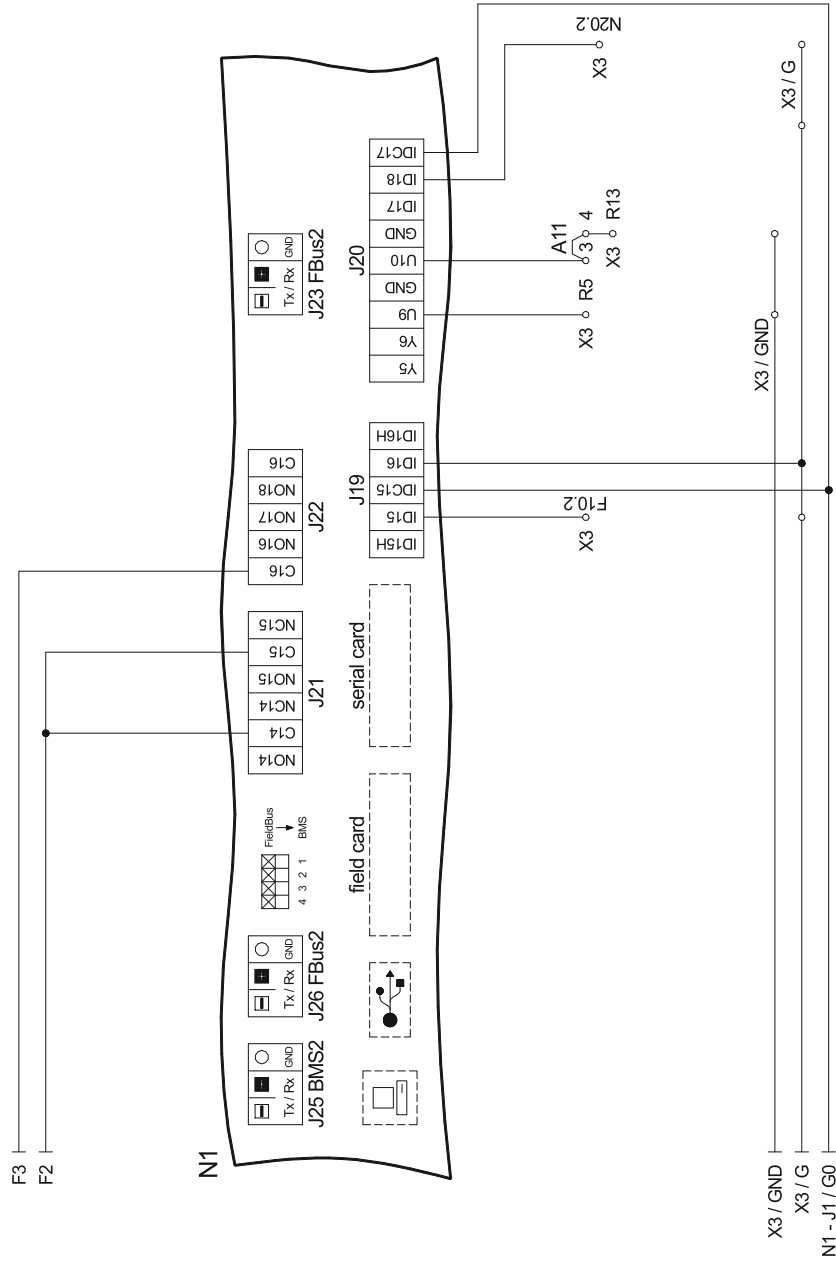 F3
F2
N1
J25 BMS2
Tx / Rx
GND
J26 FBus2
Tx / Rx
GND
4 3 2 1
FieldBus
BMS
NO14
C14
NC14
NO15
C15
NC15
J21
C16
NO16
NO17
NO18
C16
J22
Tx / Rx
GND
J23 FBus2
field card
serial card
J19
ID15H
ID15
IDC15
ID16
ID16H
J20
Y5
Y6
U9
GND
U10
GND
ID17
ID18
IDC17
X3
F10.2
X3
R5
A11
3
4
X3
R13
X3
N20.2
X3 / GND
X3 / G
X3 / GND
X3 / G
N1 - J1 / G0